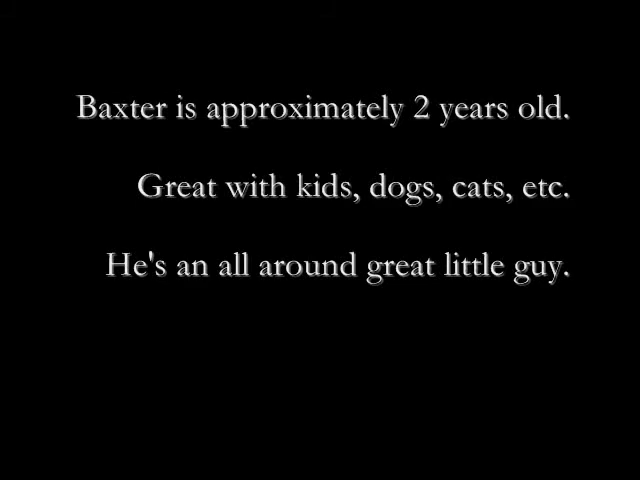 Baxter is approximately 2 years old.
Great with kids, dogs, cats, etc.
He's an all around great little guy.